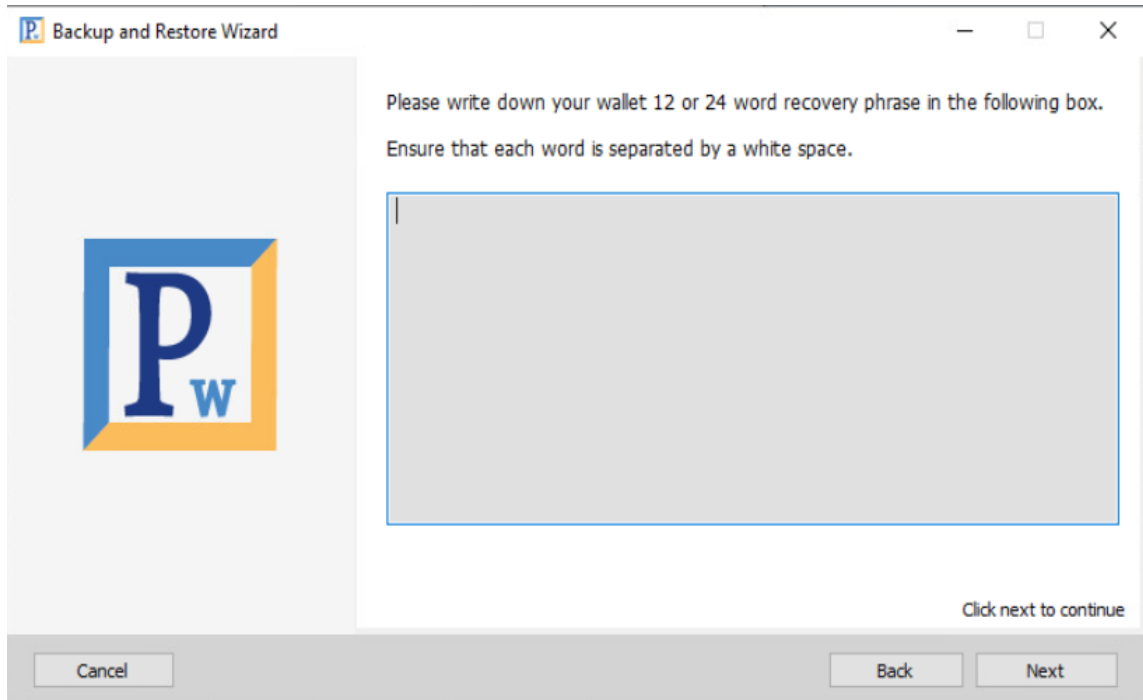 P.
Backup and Restore Wizard
Please write down your wallet 12 or 24 word recovery phrase in the following box.
Ensure that each word is separated by a white space.
Pw
Click next to continue
Cancel
Back
Next